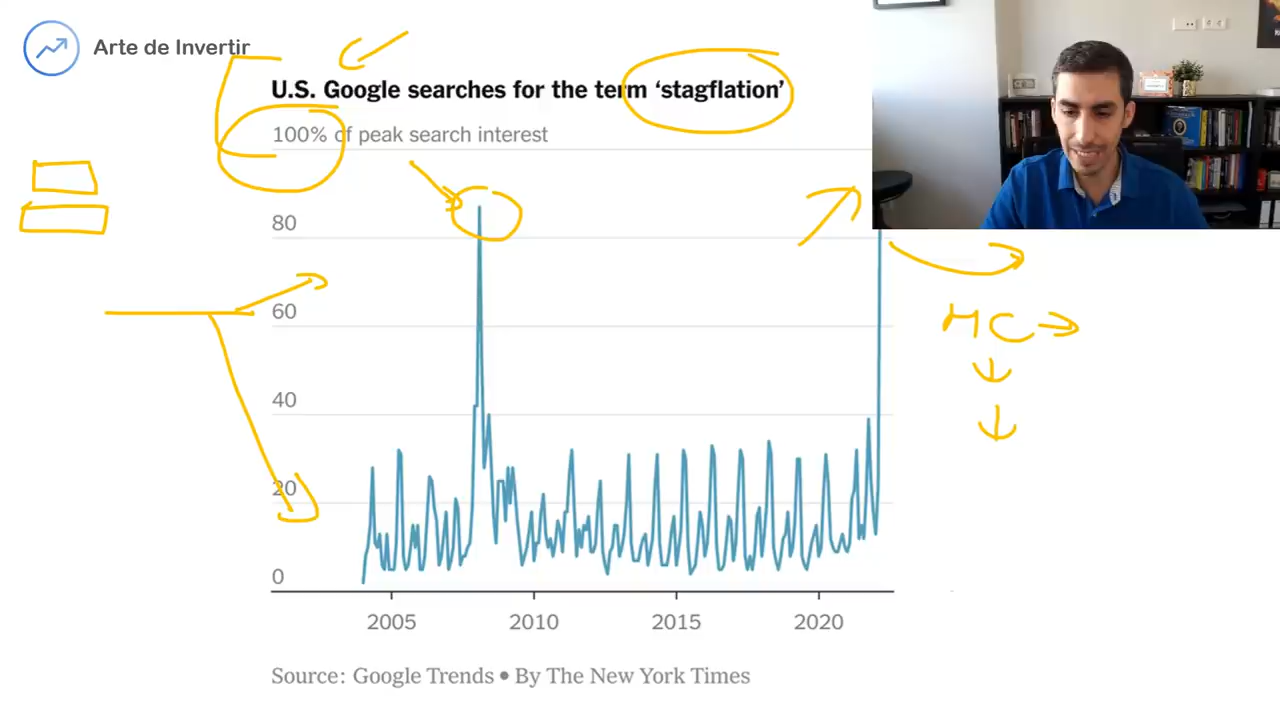 Arte de Invertir
U.S. Google searches for the term ‘stagflation’
100% of peak search interest
80
60
MC
40
20
0
2005 2010 2015 2020
Source: Google Trends • By The New York Times